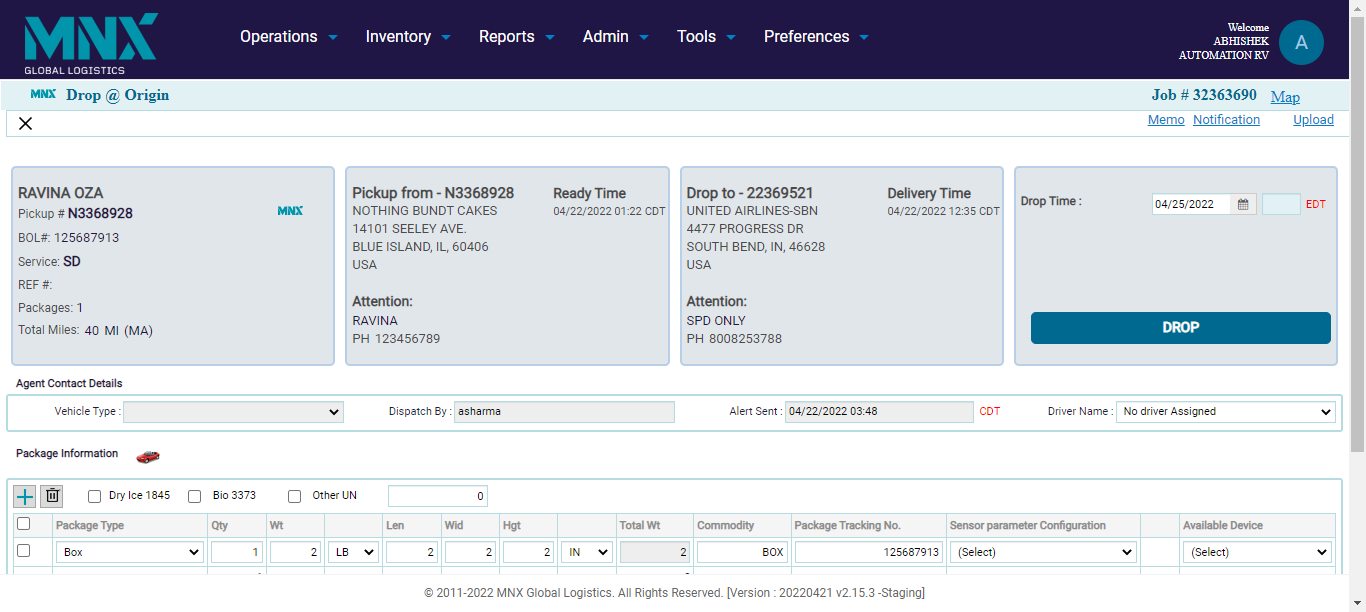 MNX
GLOBAL LOGISTICS
Operations Inventory Reports Admin Tools Preferences
Welcome
ABHISHEK
AUTOMATION RV
A
MNX Drop @ Origin
Job # 32363690 Map
Memo Notification Upload
RAVINA OZA
Pickup # N3368928
MNX
BOL#: 125687913
Service: SD
REF #:
Packages: 1
Total Miles: 40 MI (MA)
Pickup from - N3368928
NOTHING BUNDT CAKES
14101 SEELEY AVE.
BLUE ISLAND, IL, 60406
USA
Attention:
RAVINA
PH 123456789
Ready Time
04/22/2022 01:22 CDT
Drop to - 22369521
UNITED AIRLINES-SBN
4477 PROGRESS DR
SOUTH BEND, IN, 46628
USA
Attention:
SPD ONLY
PH 8008253788
Delivery Time
04/22/2022 12:35 CDT
Drop Time : 04/25/2022 EDT
DROP
Agent Contact Details
Vehicle Type : Dispatch By : asharma Alert Sent : 04/22/2022 03:48 CDT Driver Name : No driver Assigned
Package Information
Dry Ice 1845 Bio 3373 Other UN 0
Package Type Qty Wt Len Wid Hgt Total Wt Commodity Package Tracking No. Sensor parameter Configuration Available Device
Box 1 2 LB 2 2 2 IN 2 BOX 125687913 (Select) (Select)
© 2011-2022 MNX Global Logistics. All Rights Reserved. [Version : 20220421 v2.15.3 -Staging]